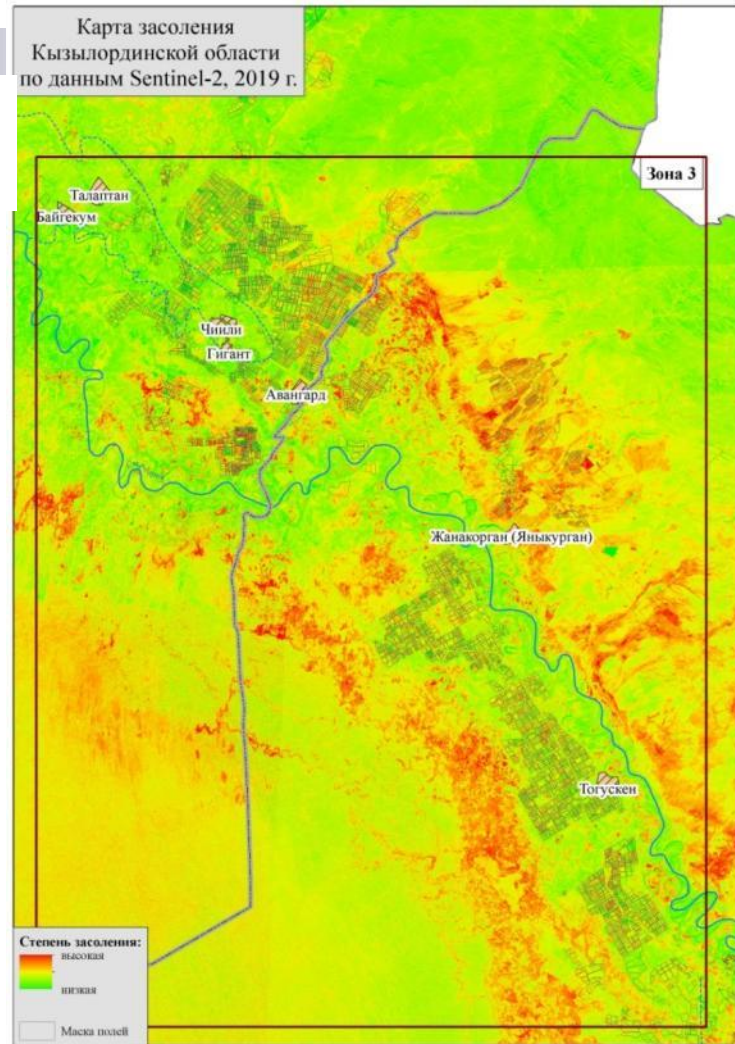 Карта засоления
Кызылординской области
по данным Sentinel-2, 2019 г.
Зона 3
Талаптан
Байгекум
Чиили
Гигант
Авангард
Жанакорган (Яныкурган)
Тогускен
Степень засоления:
высокая
низкая
Маска полей